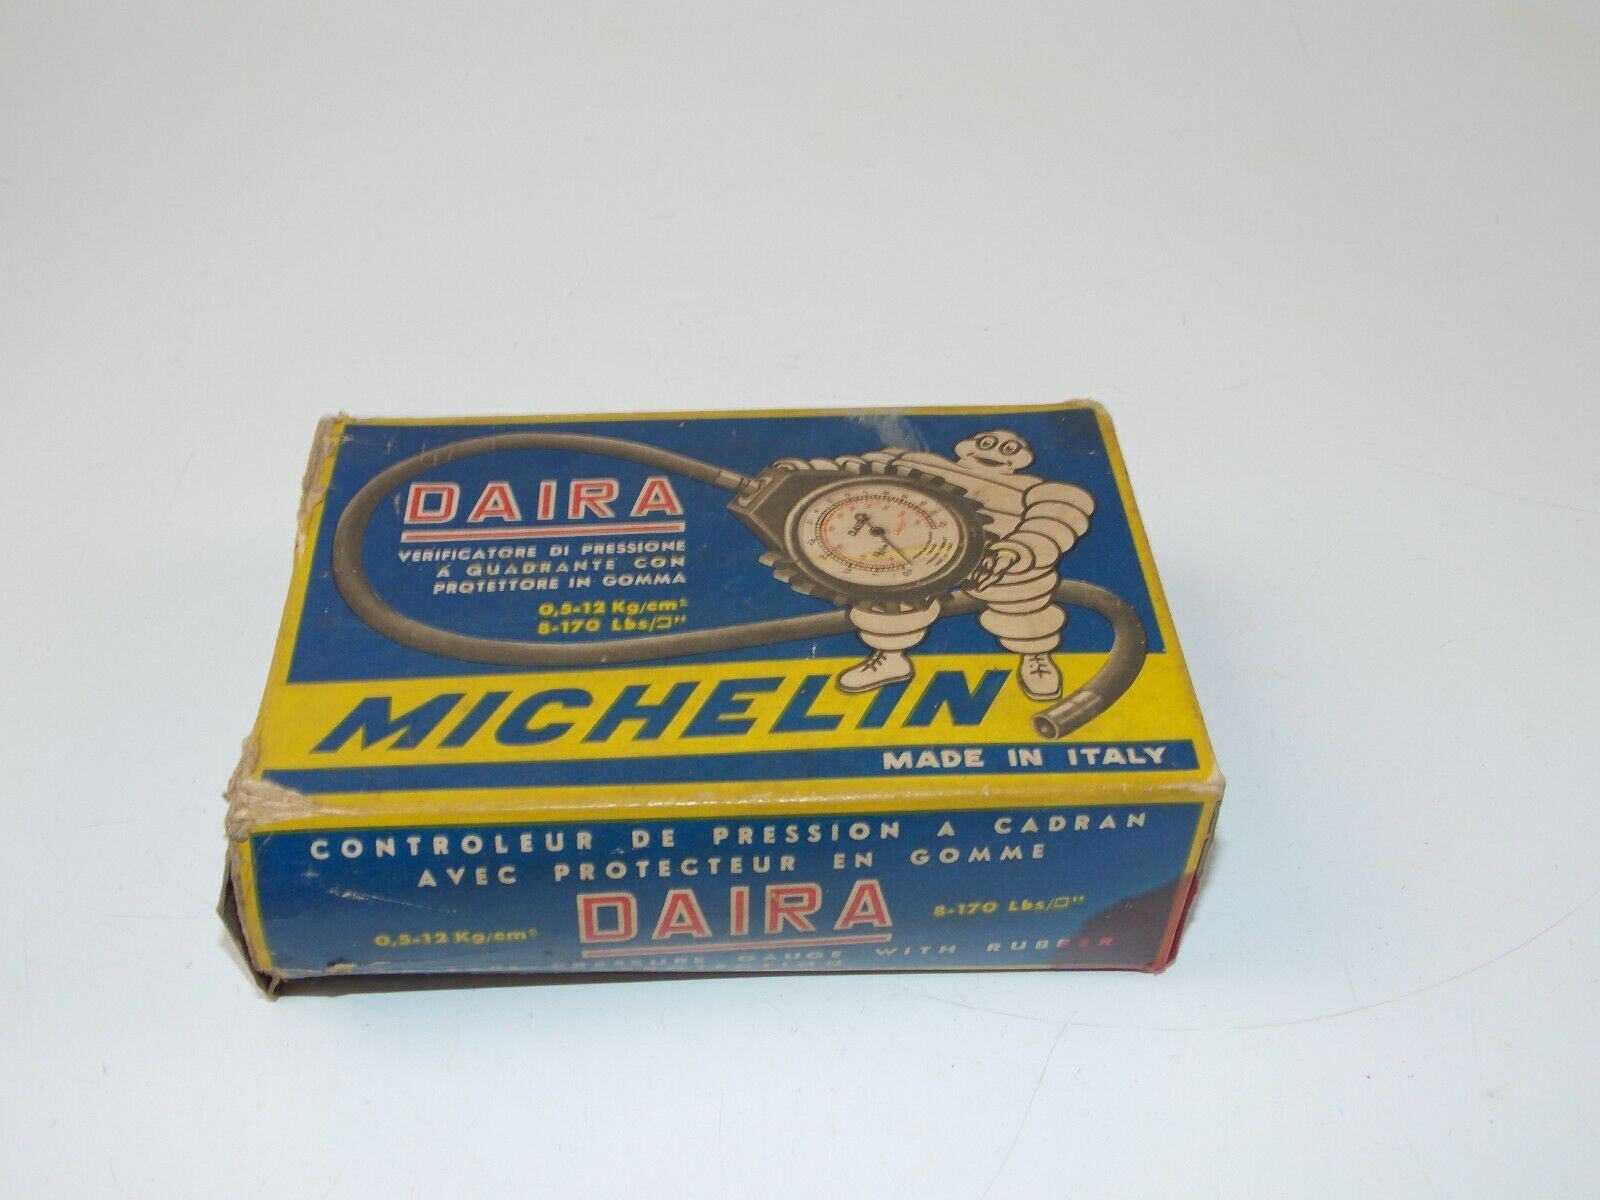 DAIRA
VERIFICATORE DI PRESSIONE
A QUADRANTE CON
PROTETTORE IN GOMMA
0,5-12 Kg/cm²
8-170 Lbs/□"
DAIRA
MICHELIN
MADE IN ITALY
CONTROLEUR DE PRESSION A CADRAN
AVEC PROTECTEUR EN GOMME
DAIRA
0,5-12 Kg/cm²
8-170 Lbs/□"
PRESSURE GAUGE WITH RUBBER